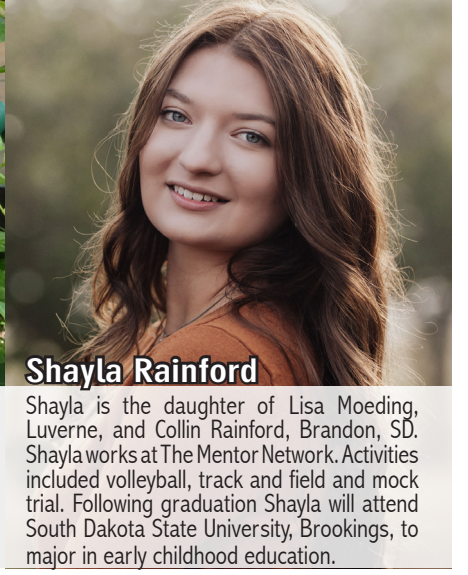 Shayla Rainford
Shayla is the daughter of Lisa Moeding,
Luverne, and Collin Rainford, Brandon, SD.
Shayla works at The Mentor Network. Activities
included volleyball, track and field and mock
trial. Following graduation Shayla will attend
South Dakota State University, Brookings, to
major in early childhood education.